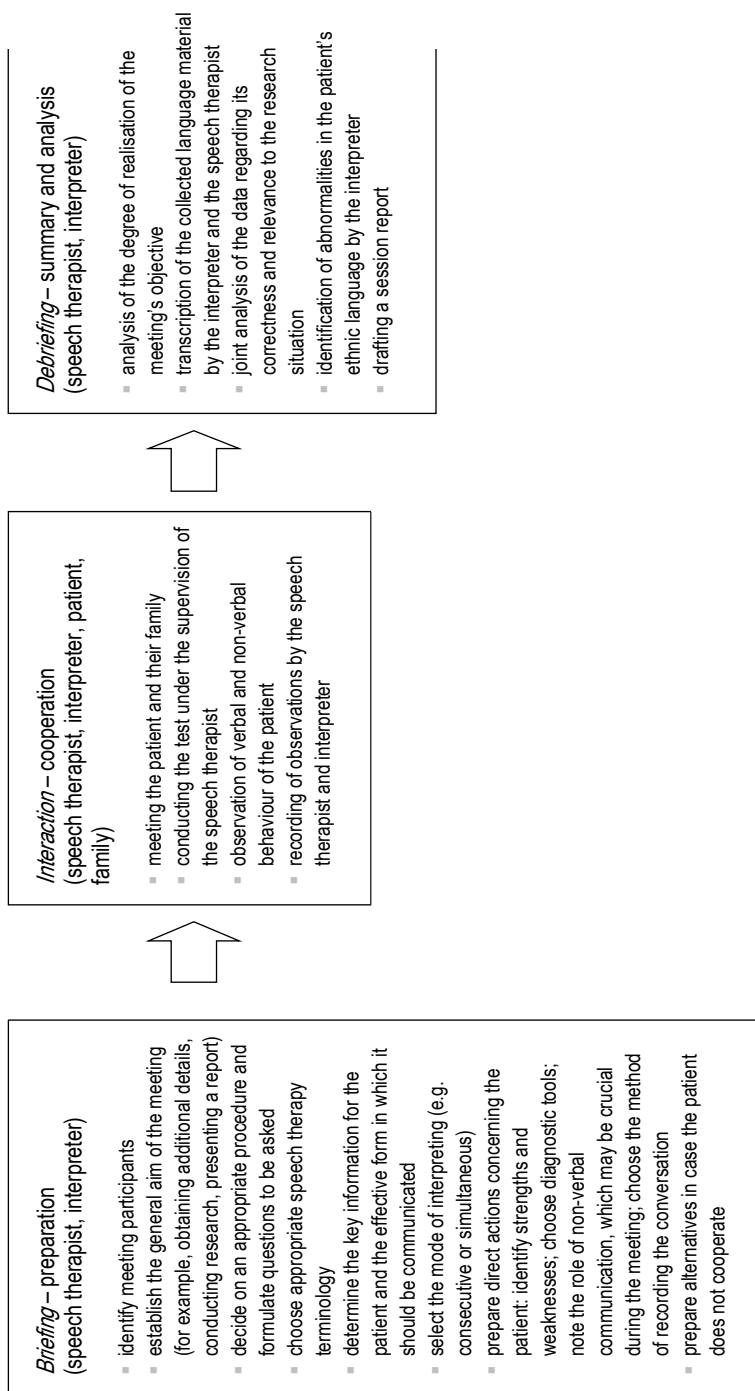 Briefing – preparation
(speech therapist, interpreter)
▪ identify meeting participants
▪ establish the general aim of the meeting
(for example, obtaining additional details,
conducting research, presenting a report)
▪ decide on an appropriate procedure and
formulate questions to be asked
▪ choose appropriate speech therapy
terminology
▪ determine the key information for the
patient and the effective form in which it
should be communicated
▪ select the mode of interpreting (e.g.
consecutive or simultaneous)
▪ prepare direct actions concerning the
patient: identify strengths and
weaknesses; choose diagnostic tools;
note the role of non-verbal
communication, which may be crucial
during the meeting; choose the method
of recording the conversation
▪ prepare alternatives in case the patient
does not cooperate
Interaction – cooperation
(speech therapist, interpreter, patient,
family)
▪ meeting the patient and their family
▪ conducting the test under the supervision of
the speech therapist
▪ observation of verbal and non-verbal
behaviour of the patient
▪ recording of observations by the speech
therapist and interpreter
Debriefing – summary and analysis
(speech therapist, interpreter)
▪ analysis of the degree of realisation of the
meeting's objective
▪ transcription of the collected language material
by the interpreter and the speech therapist
▪ joint analysis of the data regarding its
correctness and relevance to the research
situation
▪ identification of abnormalities in the patient's
ethnic language by the interpreter
▪ drafting a session report